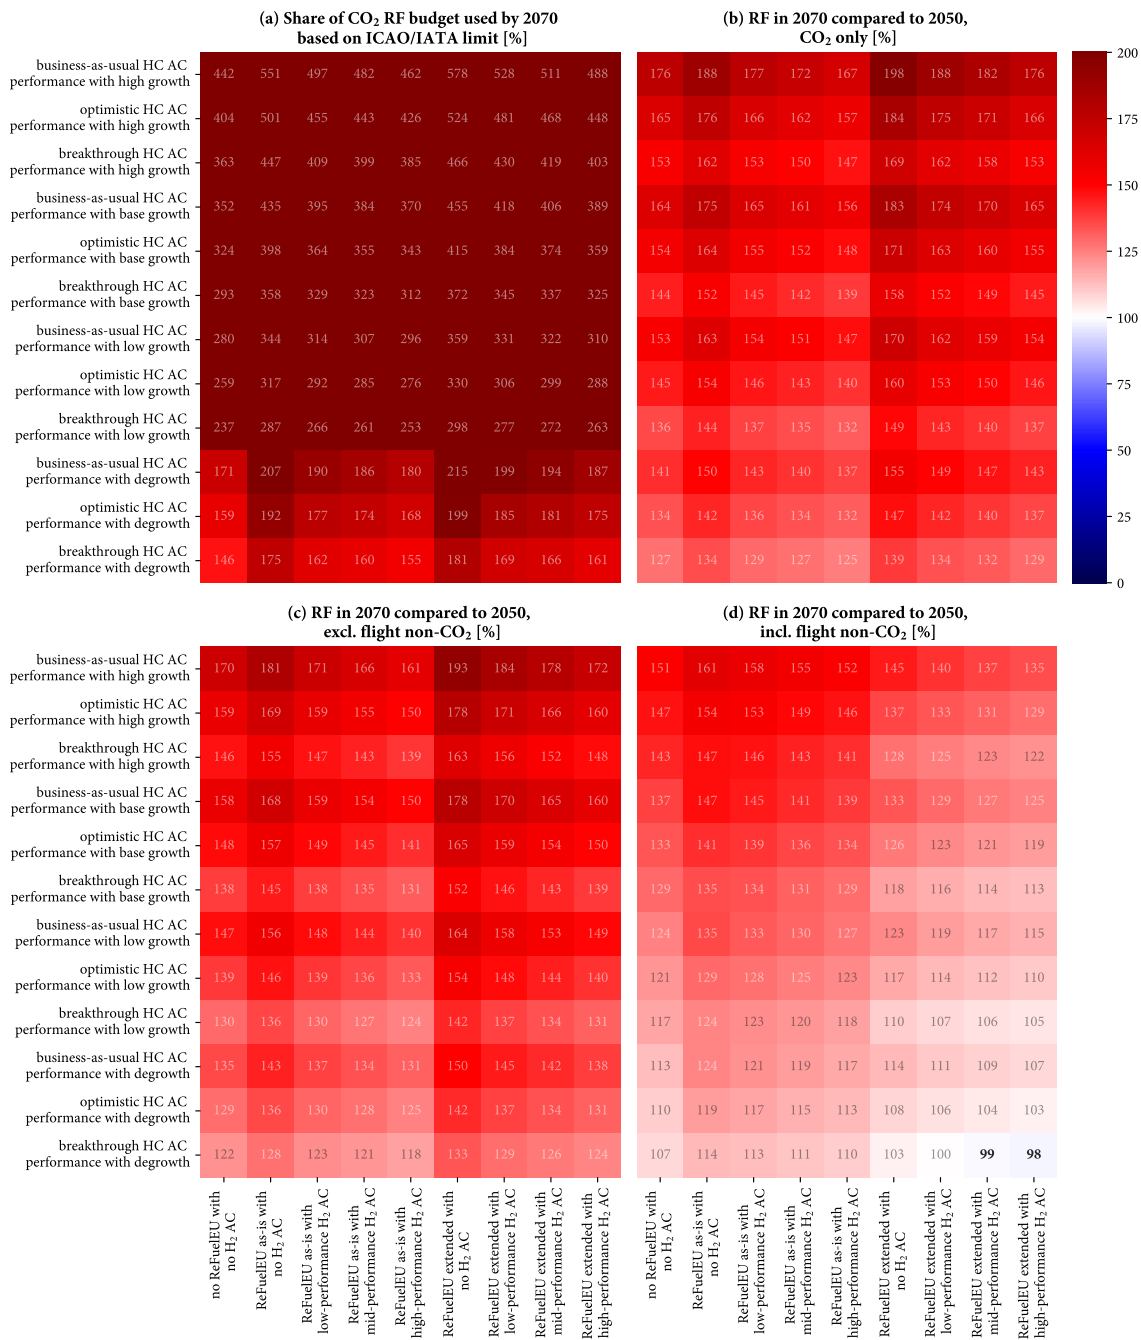 (a) Share of CO₂ RF budget used by 2070
based on ICAO/IATA limit [%]
business-as-usual HC AC
performance with high growth
442 551 497 482 462 578 528 511 488
optimistic HC AC
performance with high growth
404 501 455 443 426 524 481 468 448
breakthrough HC AC
performance with high growth
363 447 409 399 385 466 430 419 403
business-as-usual HC AC
performance with base growth
352 435 395 384 370 455 418 406 389
optimistic HC AC
performance with base growth
324 398 364 355 343 415 384 374 359
breakthrough HC AC
performance with base growth
293 358 329 323 312 372 345 337 325
business-as-usual HC AC
performance with low growth
280 344 314 307 296 359 331 322 310
optimistic HC AC
performance with low growth
259 317 292 285 276 330 306 299 288
breakthrough HC AC
performance with low growth
237 287 266 261 253 298 277 272 263
business-as-usual HC AC
performance with degrowth
171 207 190 186 180 215 199 194 187
optimistic HC AC
performance with degrowth
159 192 177 174 168 199 185 181 175
breakthrough HC AC
performance with degrowth
146 175 162 160 155 181 169 166 161
(b) RF in 2070 compared to 2050,
CO₂ only [%]
176 188 177 172 167 198 188 182 176
165 176 166 162 157 184 175 171 166
153 162 153 150 147 169 162 158 153
164 175 165 161 156 183 174 170 165
154 164 155 152 148 171 163 160 155
144 152 145 142 139 158 152 149 145
153 163 154 151 147 170 162 159 154
145 154 146 143 140 160 153 150 146
136 144 137 135 132 149 143 140 137
141 150 143 140 137 155 149 147 143
134 142 136 134 132 147 142 140 137
127 134 129 127 125 139 134 132 129
200
175
150
125
100
75
50
25
0
(c) RF in 2070 compared to 2050,
excl. flight non-CO₂ [%]
business-as-usual HC AC
performance with high growth
170 181 171 166 161 193 184 178 172
optimistic HC AC
performance with high growth
159 169 159 155 150 178 171 166 160
breakthrough HC AC
performance with high growth
146 155 147 143 139 163 156 152 148
business-as-usual HC AC
performance with base growth
158 168 159 154 150 178 170 165 160
optimistic HC AC
performance with base growth
148 157 149 145 141 165 159 154 150
breakthrough HC AC
performance with base growth
138 145 138 135 131 152 146 143 139
business-as-usual HC AC
performance with low growth
147 156 148 144 140 164 158 153 149
optimistic HC AC
performance with low growth
139 146 139 136 133 154 148 144 140
breakthrough HC AC
performance with low growth
130 136 130 127 124 142 137 134 131
business-as-usual HC AC
performance with degrowth
135 143 137 134 131 150 145 142 138
optimistic HC AC
performance with degrowth
129 136 130 128 125 142 137 134 131
breakthrough HC AC
performance with degrowth
122 128 123 121 118 133 129 126 124
no ReFuelEU with
no H₂ AC
ReFuelEU as-is with
no H₂ AC
ReFuelEU as-is with
low-performance H₂ AC
ReFuelEU as-is with
mid-performance H₂ AC
ReFuelEU as-is with
high-performance H₂ AC
ReFuelEU extended with
no H₂ AC
ReFuelEU extended with
low-performance H₂ AC
ReFuelEU extended with
mid-performance H₂ AC
ReFuelEU extended with
high-performance H₂ AC
(d) RF in 2070 compared to 2050,
incl. flight non-CO₂ [%]
151 161 158 155 152 145 140 137 135
147 154 153 149 146 137 133 131 129
143 147 146 143 141 128 125 123 122
137 147 145 141 139 133 129 127 125
133 141 139 136 134 126 123 121 119
129 135 134 131 129 118 116 114 113
124 135 133 130 127 123 119 117 115
121 129 128 125 123 117 114 112 110
117 124 123 120 118 110 107 106 105
113 124 121 119 117 114 111 109 107
110 119 117 115 113 108 106 104 103
107 114 113 111 110 103 100 99 98
no ReFuelEU with
no H₂ AC
ReFuelEU as-is with
no H₂ AC
ReFuelEU as-is with
low-performance H₂ AC
ReFuelEU as-is with
mid-performance H₂ AC
ReFuelEU as-is with
high-performance H₂ AC
ReFuelEU extended with
no H₂ AC
ReFuelEU extended with
low-performance H₂ AC
ReFuelEU extended with
mid-performance H₂ AC
ReFuelEU extended with
high-performance H₂ AC